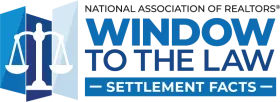 NATIONAL ASSOCIATION OF REALTORS®
WINDOW
TO THE LAW
SETTLEMENT FACTS